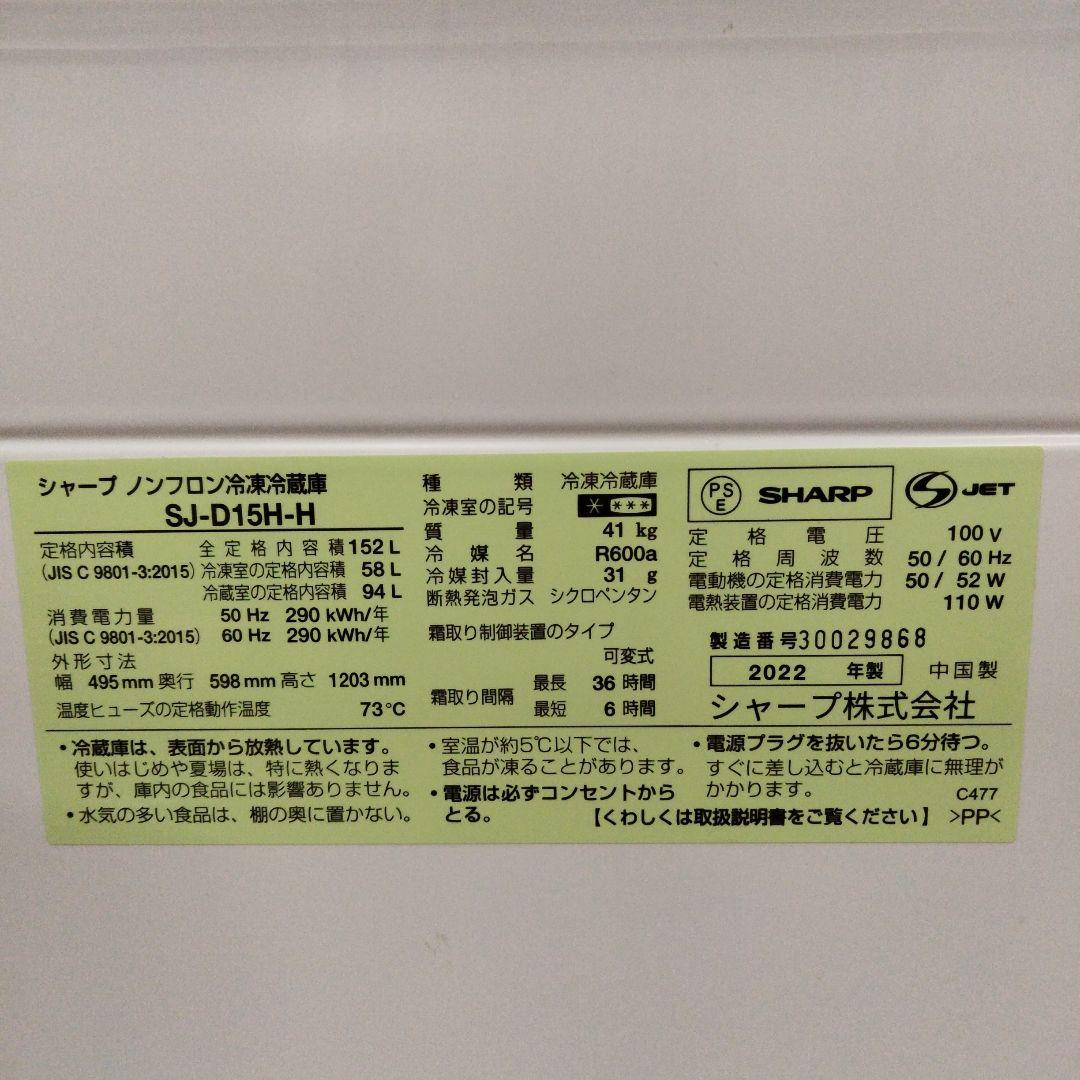 シャープ ノンフロン冷凍冷蔵庫
SJ-D15H-H
定格内容積 全定格内容積 152 L
(JIS C 9801-3:2015) 冷凍室の定格内容積 58 L
冷蔵室の定格内容積 94 L
消費電力量 50 Hz 290 kWh/年
(JIS C 9801-3:2015) 60 Hz 290 kWh/年
外形寸法
幅 495 mm 奥行 598 mm 高さ 1203 mm
温度ヒューズの定格動作温度 73℃
種類 冷凍冷蔵庫
冷凍室の記号 * ***
質量 41 kg
冷媒名 R600a
冷媒封入量 31 g
断熱発泡ガス シクロペンタン
霜取り制御装置のタイプ
可変式
霜取り間隔 最長 36 時間
最短 6 時間
PSE SHARP JET
定格電圧 100 V
定格周波数 50 / 60 Hz
電動機の定格消費電力 50 / 52 W
電熱装置の定格消費電力 110 W
製造番号 30029868
2022 年製 中国製
シャープ株式会社
・冷蔵庫は、表面から放熱しています。
使いはじめや夏場は、特に熱くなりま
すが、庫内の食品には影響ありません。
・水気の多い食品は、棚の奥に置かない。
・室温が約5℃以下では、
食品が凍ることがあります。
・電源は必ずコンセントから
とる。
・電源プラグを抜いたら6分待つ。
すぐに差し込むと冷蔵庫に無理が
かかります。 C477
【くわしくは取扱説明書をご覧ください】 >PP<